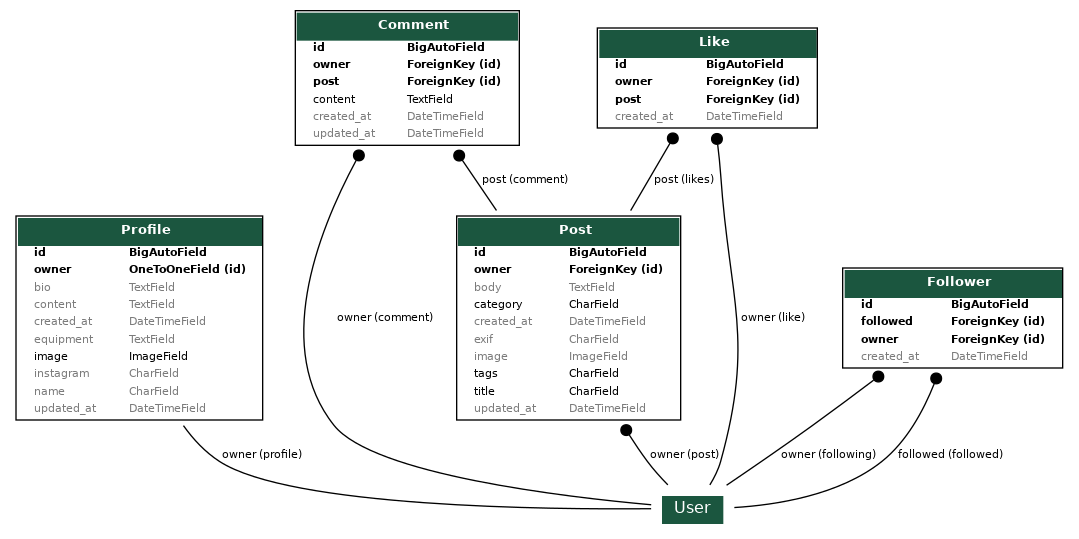 Comment
id BigAutoField
owner ForeignKey (id)
post ForeignKey (id)
content TextField
created_at DateTimeField
updated_at DateTimeField
Like
id BigAutoField
owner ForeignKey (id)
post ForeignKey (id)
created_at DateTimeField
post (comment)
post (likes)
Profile
id BigAutoField
owner OneToOneField (id)
bio TextField
content TextField
created_at DateTimeField
equipment TextField
image ImageField
instagram CharField
name CharField
updated_at DateTimeField
owner (comment)
Post
id BigAutoField
owner ForeignKey (id)
body TextField
category CharField
created_at DateTimeField
exif CharField
image ImageField
tags CharField
title CharField
updated_at DateTimeField
owner (like)
Follower
id BigAutoField
followed ForeignKey (id)
owner ForeignKey (id)
created_at DateTimeField
owner (profile)
owner (post)
owner (following)
followed (followed)
User